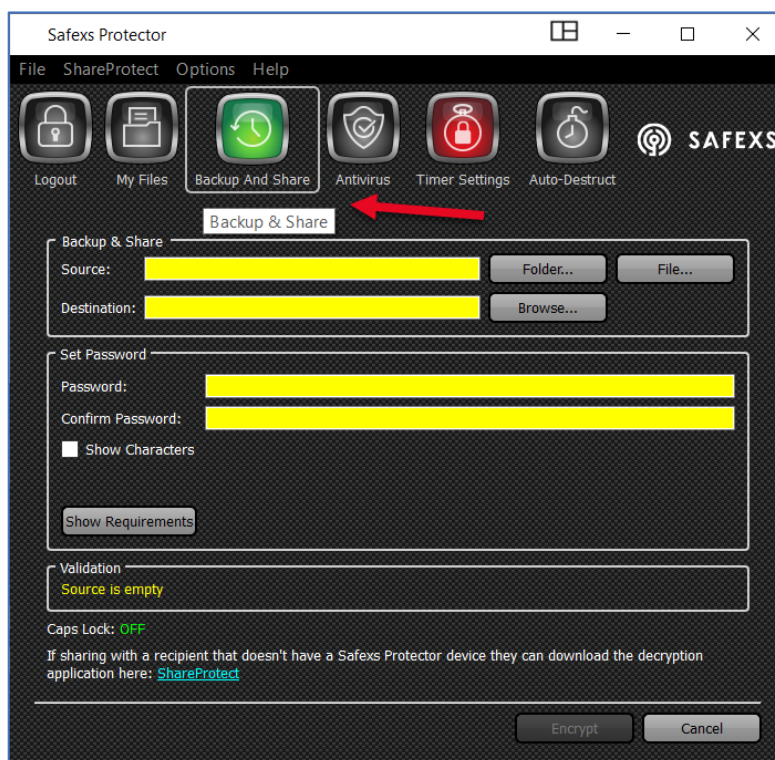 Safexs Protector
File ShareProtect Options Help
SAFEXS
Logout My Files Backup And Share Antivirus Timer Settings Auto-Destruct
Backup & Share
Backup & Share
Source: Folder... File...
Destination: Browse...
Set Password
Password:
Confirm Password:
Show Characters
Show Requirements
Validation
Source is empty
Caps Lock: OFF
If sharing with a recipient that doesn't have a Safexs Protector device they can download the decryption
application here: ShareProtect
Encrypt Cancel